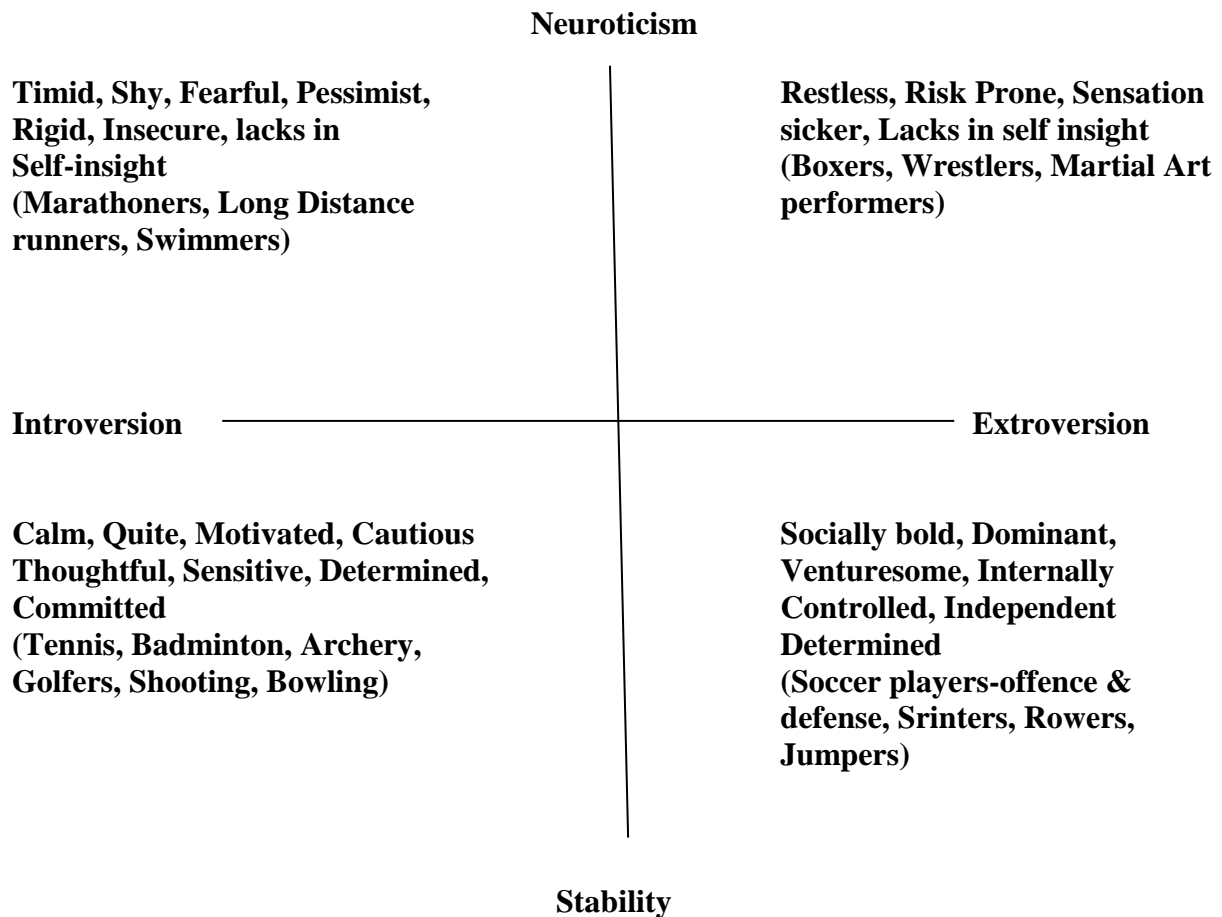 Neuroticism
Timid, Shy, Fearful, Pessimist,
Rigid, Insecure, lacks in
Self-insight
(Marathoners, Long Distance
runners, Swimmers)
Restless, Risk Prone, Sensation
sicker, Lacks in self insight
(Boxers, Wrestlers, Martial Art
performers)
Introversion
Extroversion
Calm, Quite, Motivated, Cautious
Thoughtful, Sensitive, Determined,
Committed
(Tennis, Badminton, Archery,
Golfers, Shooting, Bowling)
Socially bold, Dominant,
Venturesome, Internally
Controlled, Independent
Determined
(Soccer players-offence &
defense, Srinters, Rowers,
Jumpers)
Stability